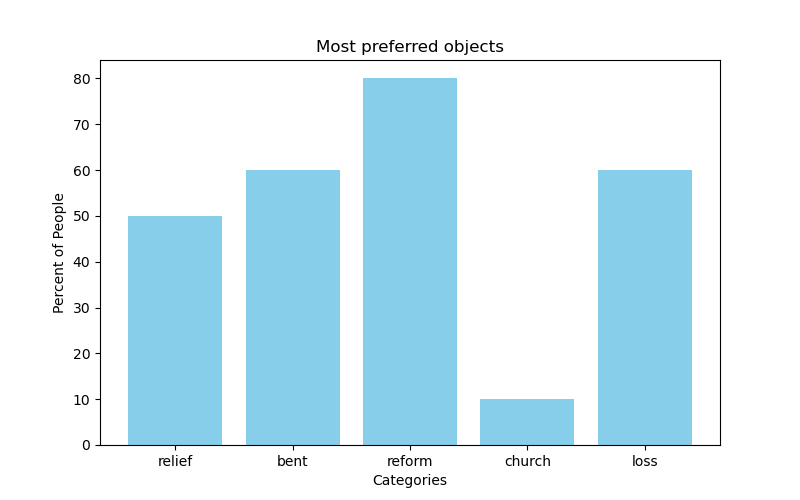 Most preferred objects
Percent of People
80
70
60
50
40
30
20
10
0
relief bent reform church loss
Categories